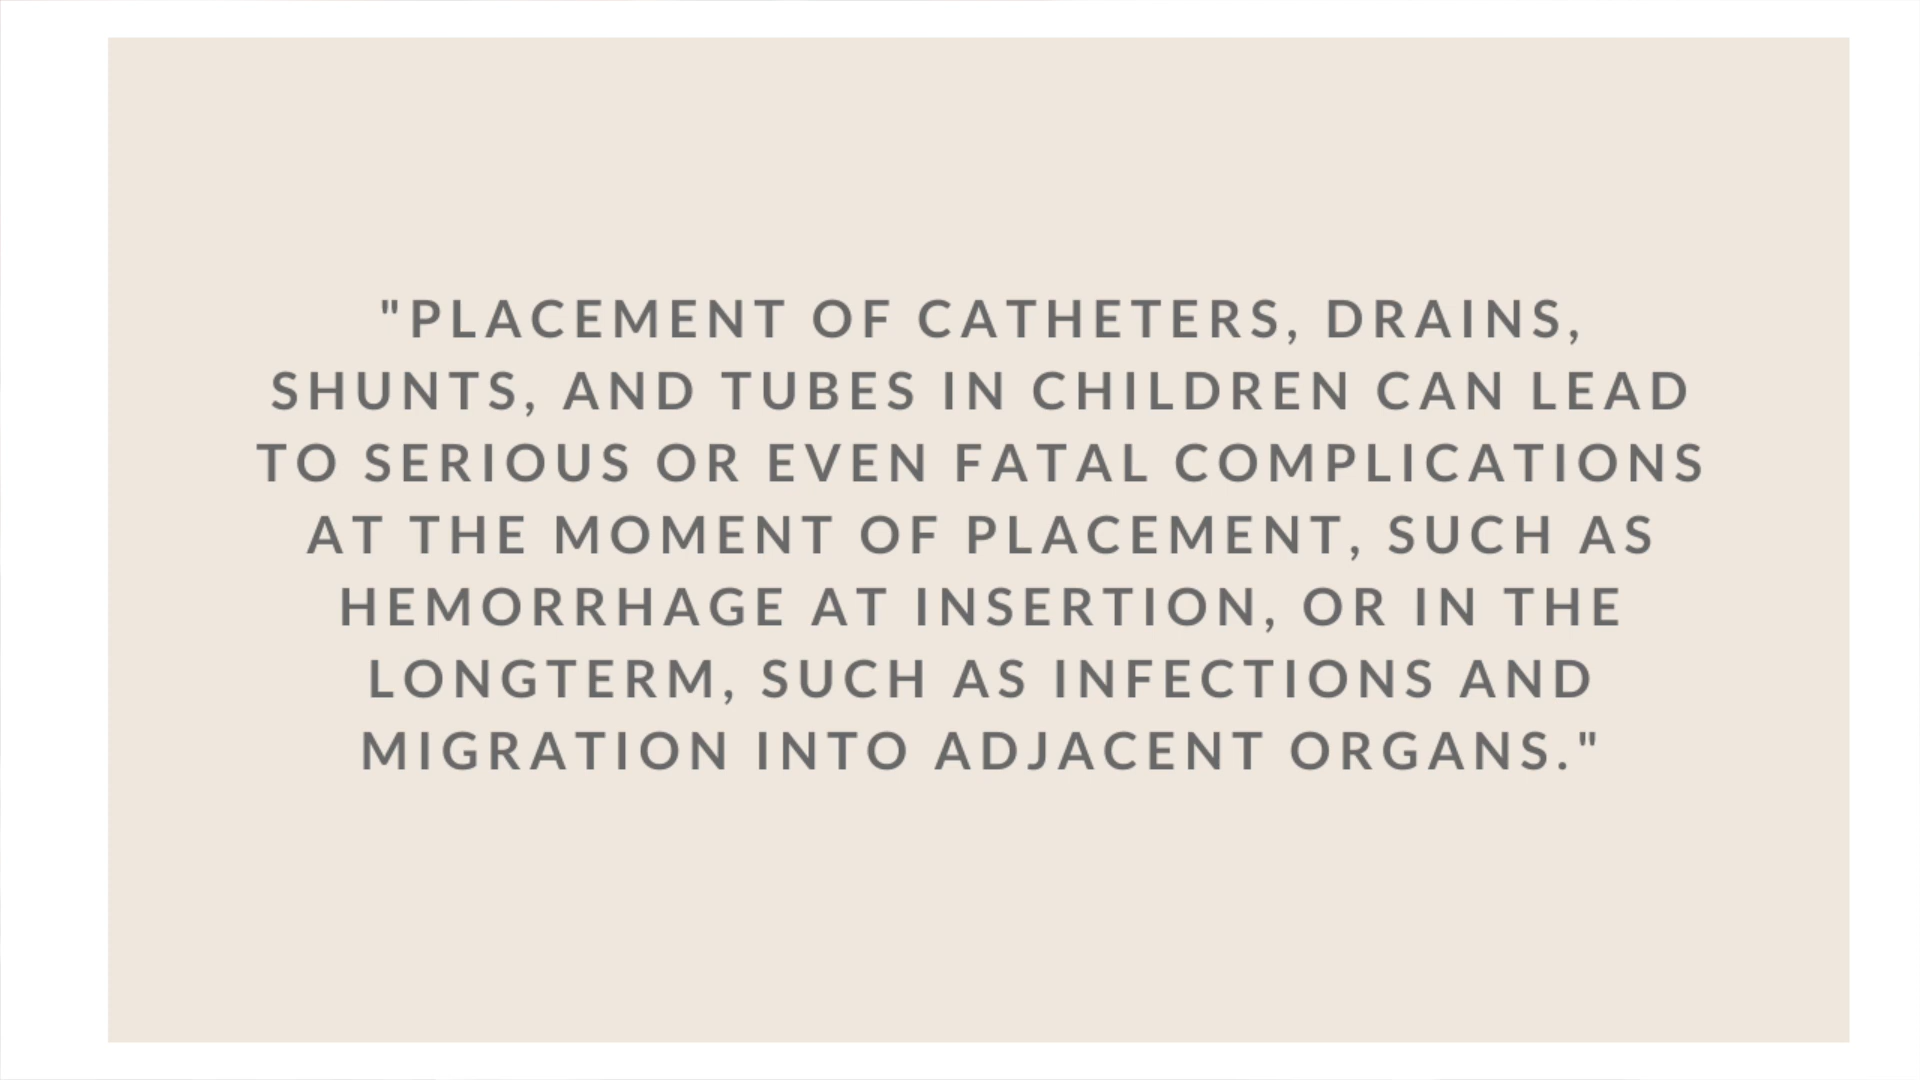 "PLACEMENT OF CATHETERS, DRAINS,
SHUNTS, AND TUBES IN CHILDREN CAN LEAD
TO SERIOUS OR EVEN FATAL COMPLICATIONS
AT THE MOMENT OF PLACEMENT, SUCH AS
HEMORRHAGE AT INSERTION, OR IN THE
LONGTERM, SUCH AS INFECTIONS AND
MIGRATION INTO ADJACENT ORGANS."